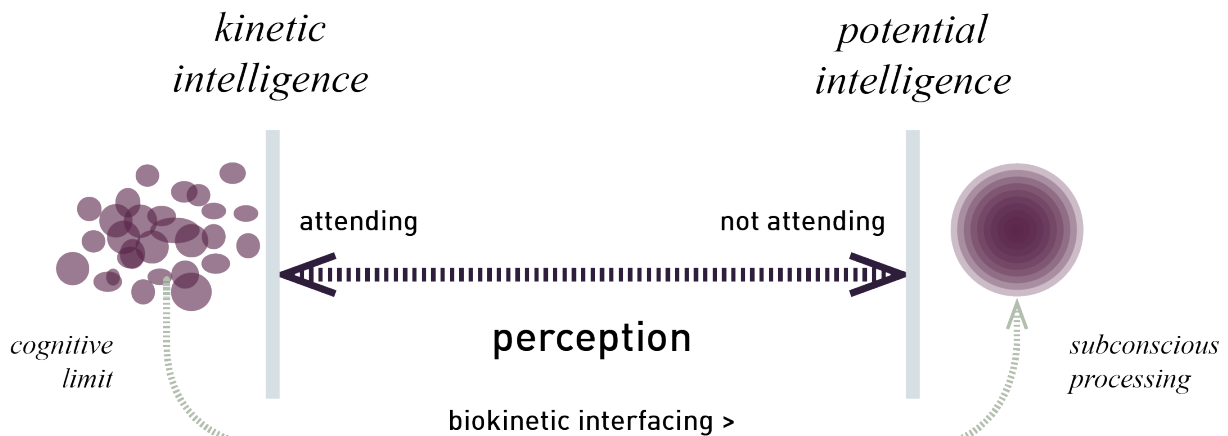 kinetic
intelligence
potential
intelligence
attending
not attending
perception
cognitive
limit
subconscious
processing
biokinetic interfacing >